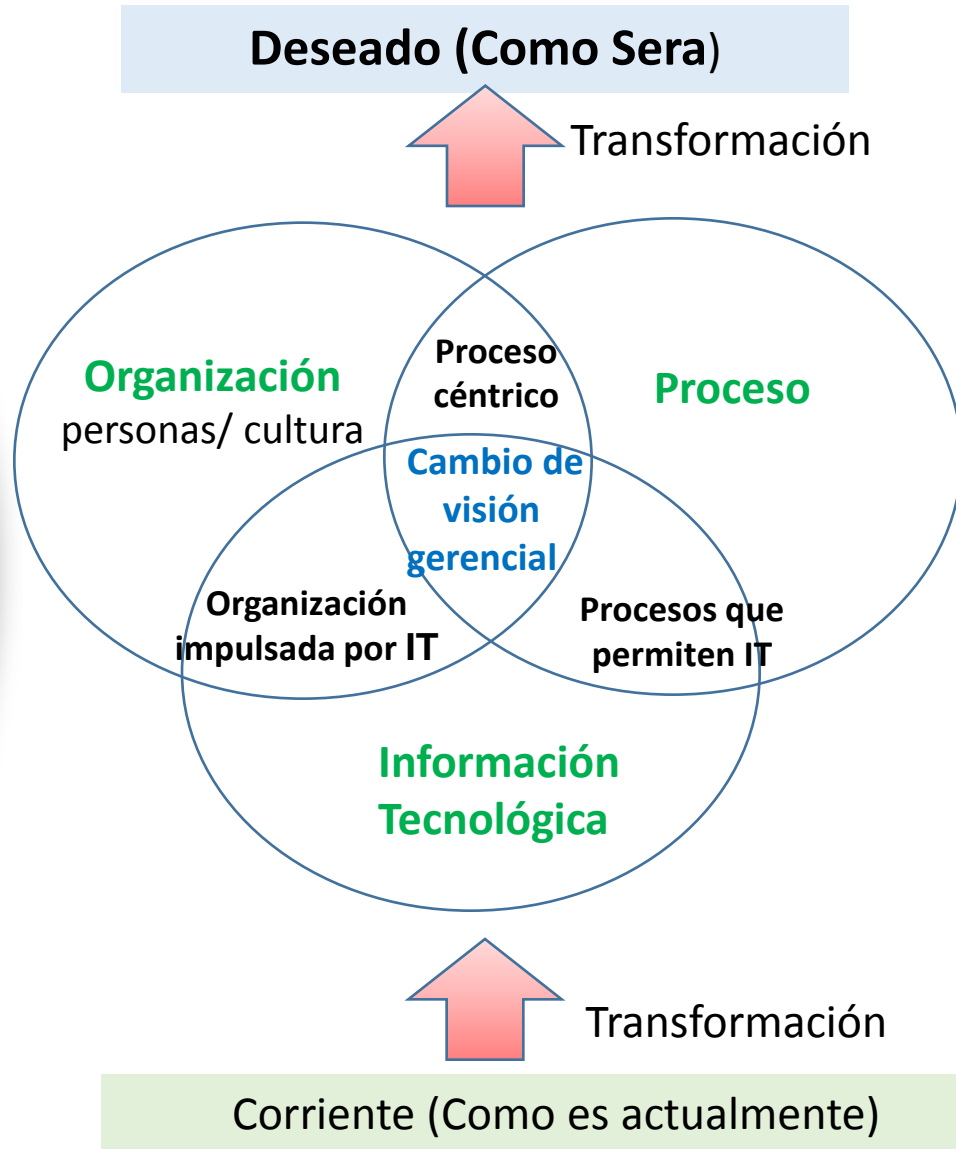 Deseado (Como Sera)
Transformación
Organización
personas/ cultura
Proceso
céntrico
Proceso
Cambio de
visión
gerencial
Organización
impulsada por IT
Procesos que
permiten IT
Información
Tecnológica
Transformación
Corriente (Como es actualmente)